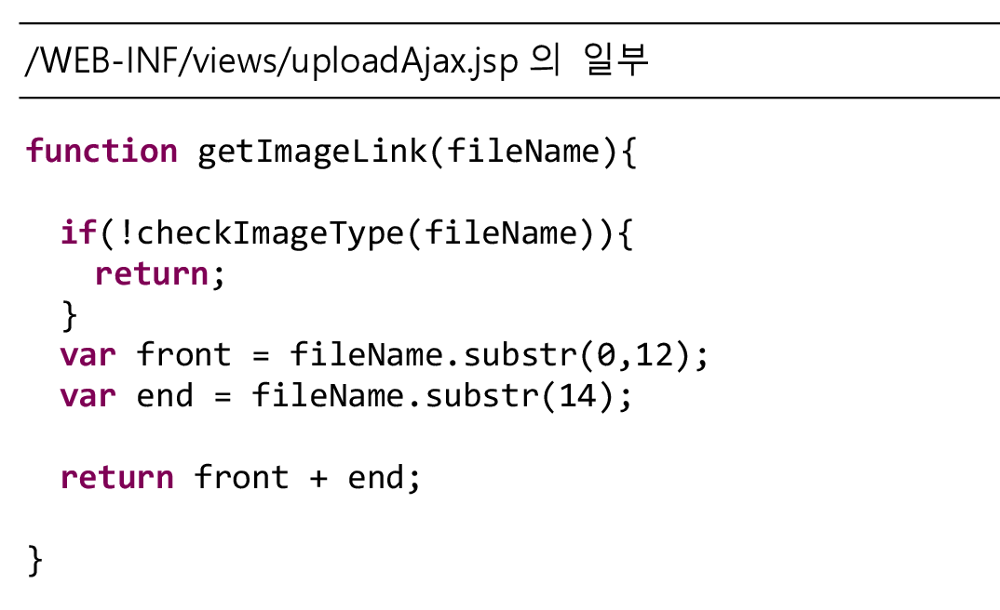 /WEB-INF/views/uploadAjax.jsp 의 일부
function getImageLink(fileName){
if(!checkImageType(fileName)){
return;
}
var front = fileName.substr(0,12);
var end = fileName.substr(14);
return front + end;
}